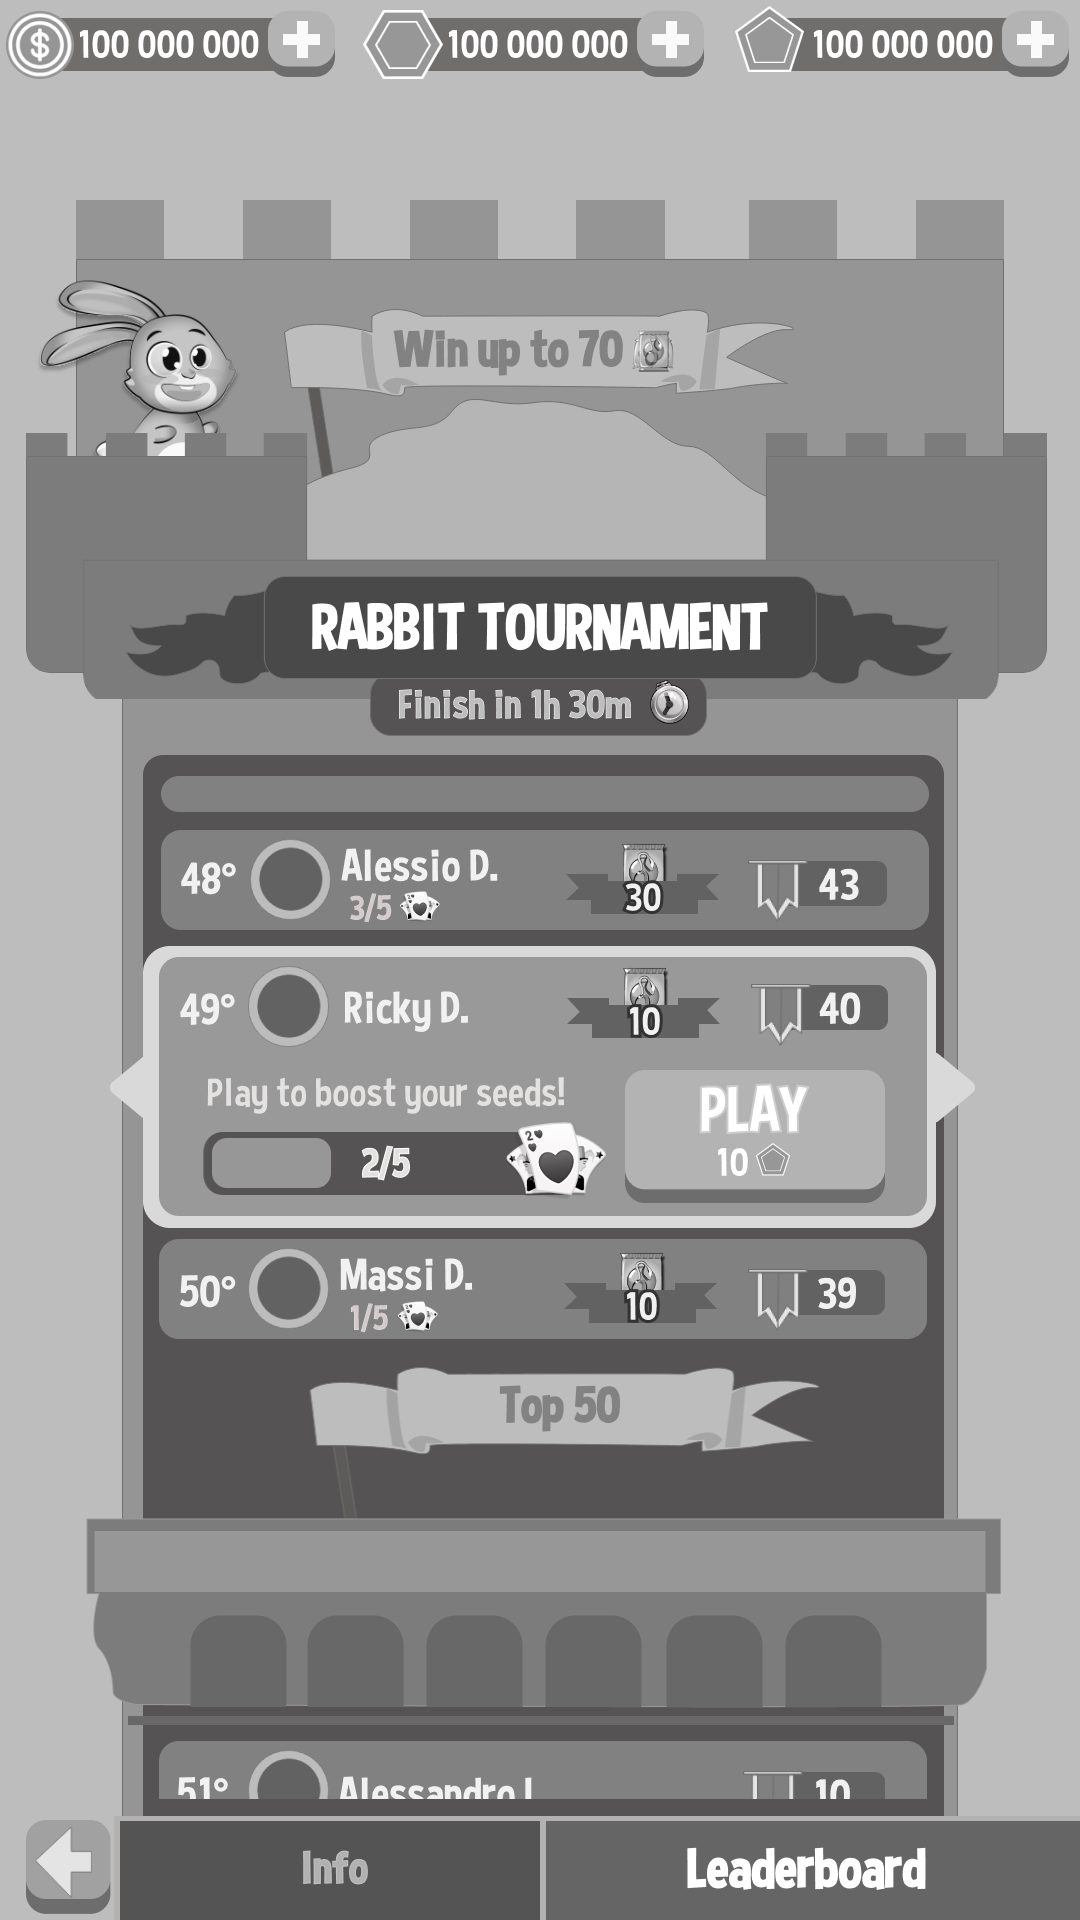 100 000 000
100 000 000
100 000 000
Win up to 70
RABBIT TOURNAMENT
Finish in 1h 30m
48° Alessio D. 30 43
3/5
49° Ricky D. 10 40
Play to boost your seeds!
PLAY
2/5
10
50° Massi D. 10 39
1/5
Top 50
51° Alessandro 10
Info
Leaderboard